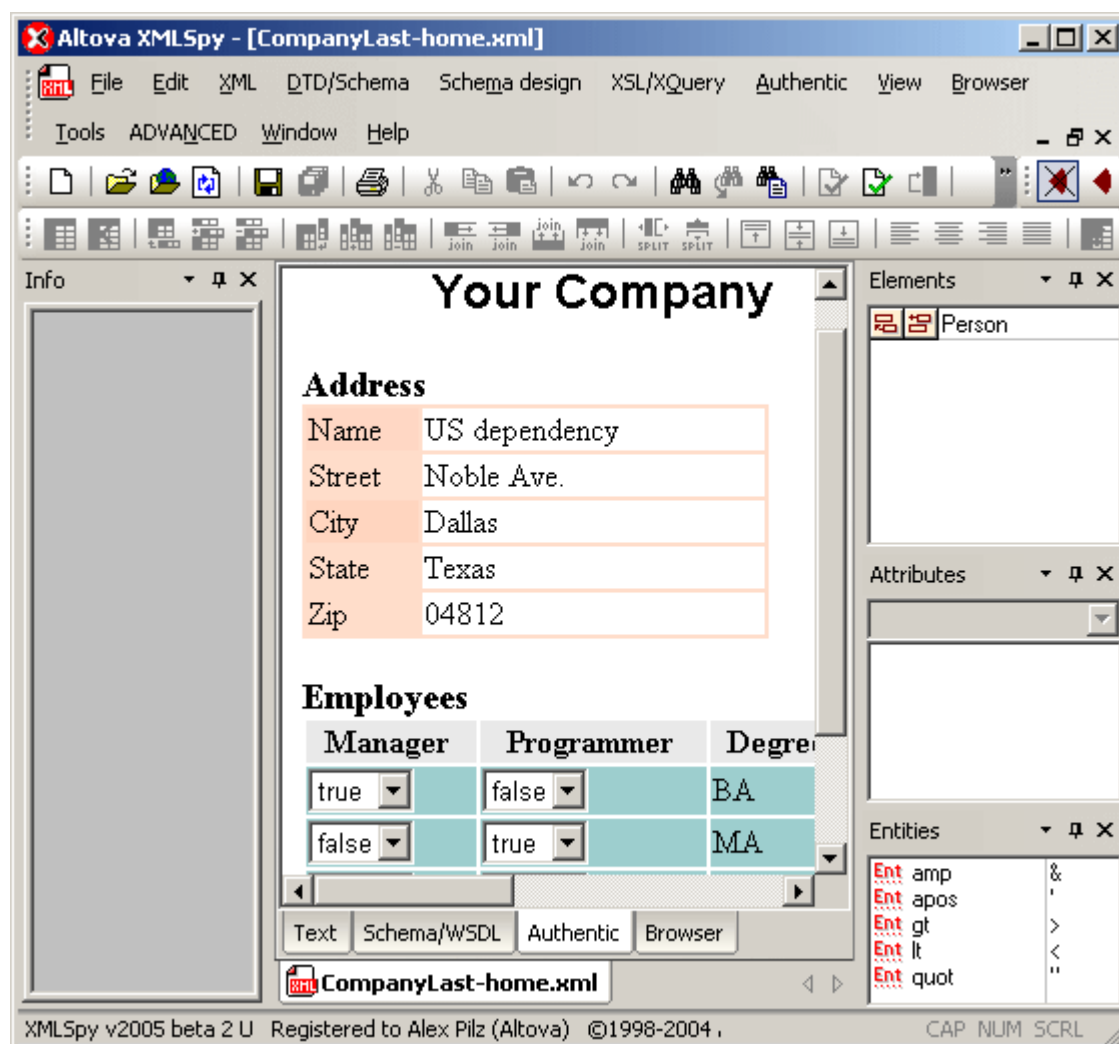 Altova XMLSpy - [CompanyLast-home.xml]
File Edit XML DTD/Schema Schema design XSL/XQuery Authentic View Browser
Tools ADVANCED Window Help
join join join join SPLIT SPLIT
Info
Your Company
Address
Name US dependency
Street Noble Ave.
City Dallas
State Texas
Zip 04812
Employees
Manager Programmer Degree
true false BA
false true MA
Text Schema/WSDL Authentic Browser
CompanyLast-home.xml
Elements
Person
Attributes
Entities
Ent amp &
Ent apos '
Ent gt >
Ent lt <
Ent quot "
XMLSpy v2005 beta 2 U Registered to Alex Pilz (Altova) ©1998-2004 CAP NUM SCRL